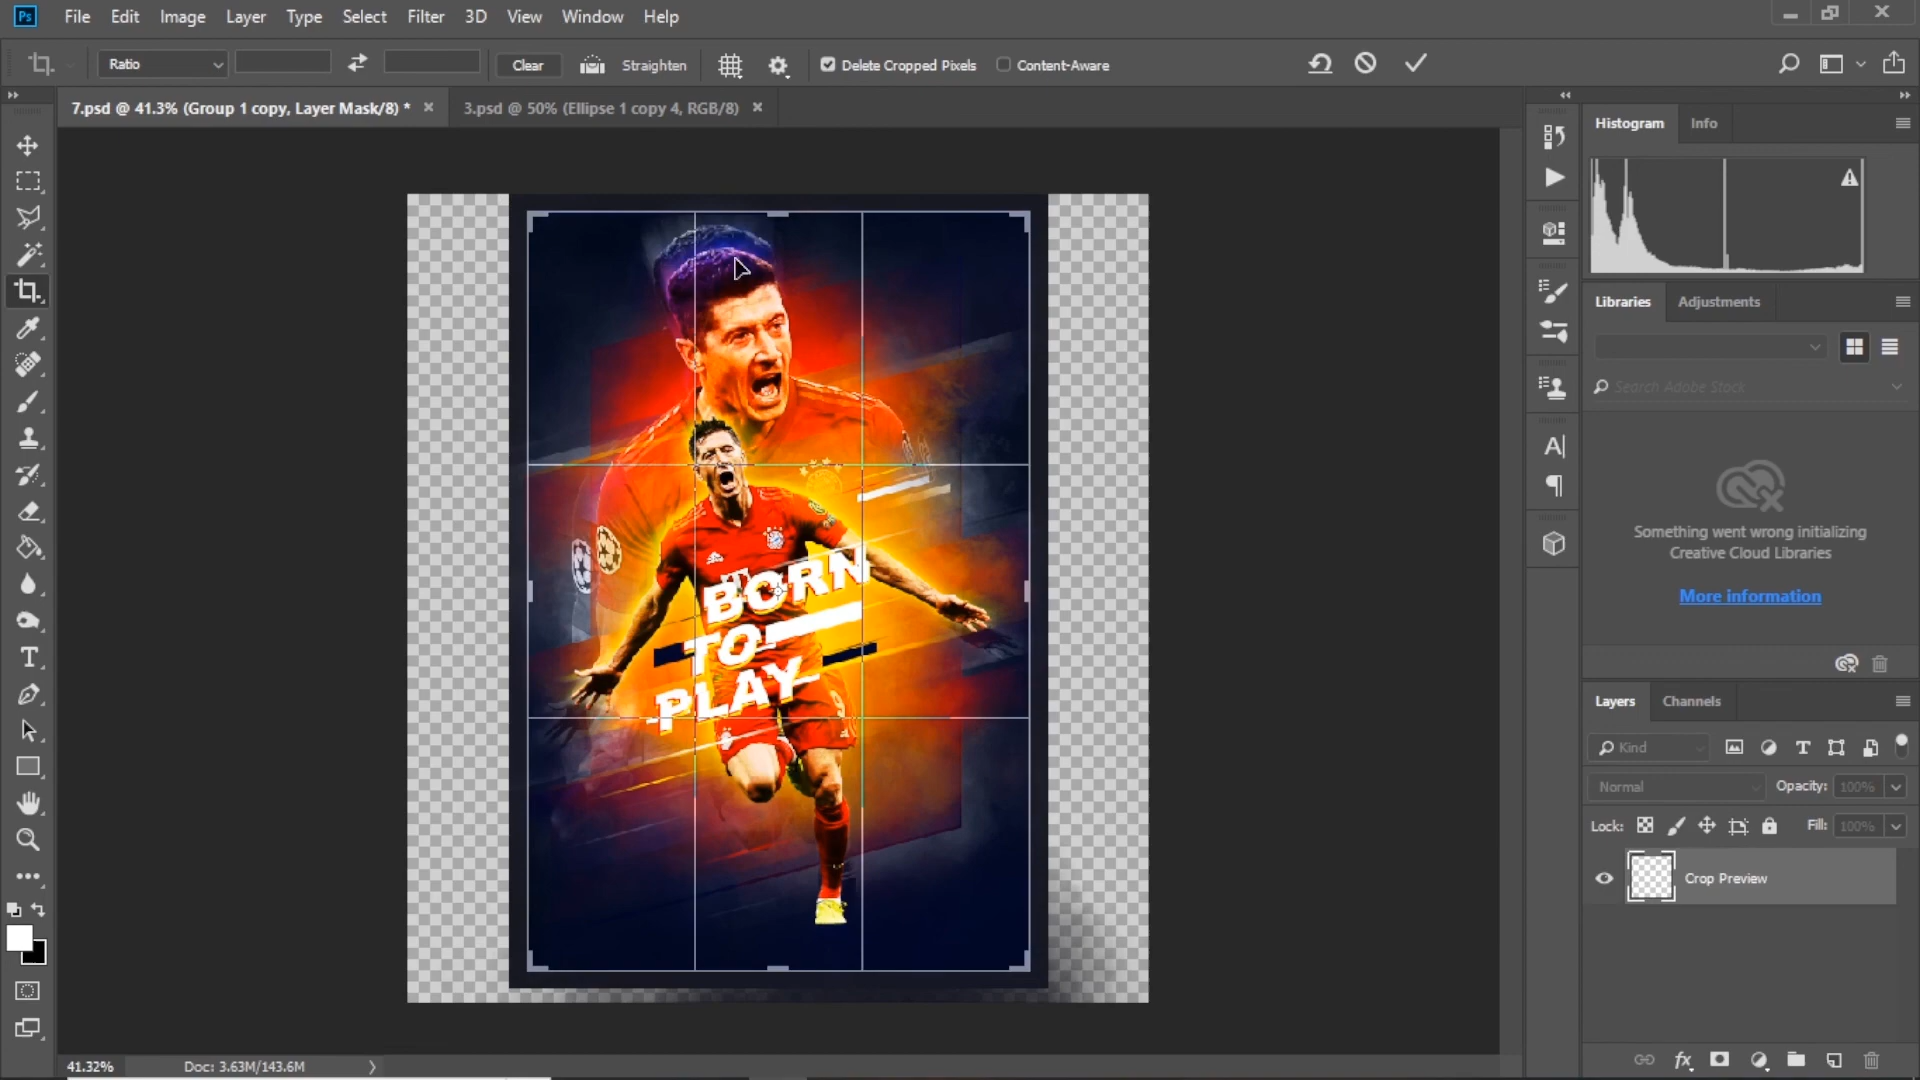 Ps File Edit Image Layer Type Select Filter 3D View Window Help
Ratio Clear Straighten Delete Cropped Pixels Content-Aware
7.psd @ 41.3% (Group 1 copy, Layer Mask/8) * × 3.psd @ 50% (Ellipse 1 copy 4, RGB/8) ×
Histogram Info
Libraries Adjustments
Search Adobe Stock
Something went wrong initializing
Creative Cloud Libraries
More information
BORN
TO
PLAY
Layers Channels
Kind
Normal Opacity: 100%
Lock: Fill: 100%
Crop Preview
41.32% Doc: 3.63M/143.6M